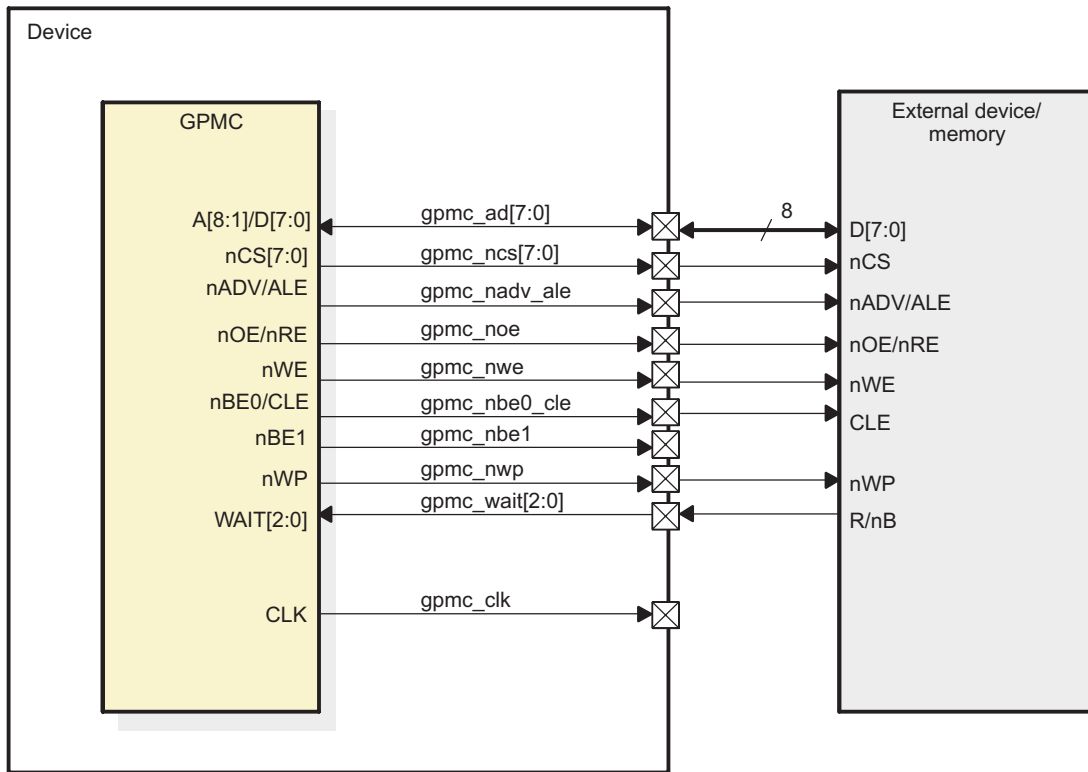 Device
GPMC
External device/
memory
A[8:1]/D[7:0]
gpmc_ad[7:0]
8
D[7:0]
nCS[7:0]
gpmc_ncs[7:0]
nCS
nADV/ALE
gpmc_nadv_ale
nADV/ALE
nOE/nRE
gpmc_noe
nOE/nRE
nWE
gpmc_nwe
nWE
nBE0/CLE
gpmc_nbe0_cle
CLE
nBE1
gpmc_nbe1
nWP
gpmc_nwp
nWP
WAIT[2:0]
gpmc_wait[2:0]
R/nB
CLK
gpmc_clk